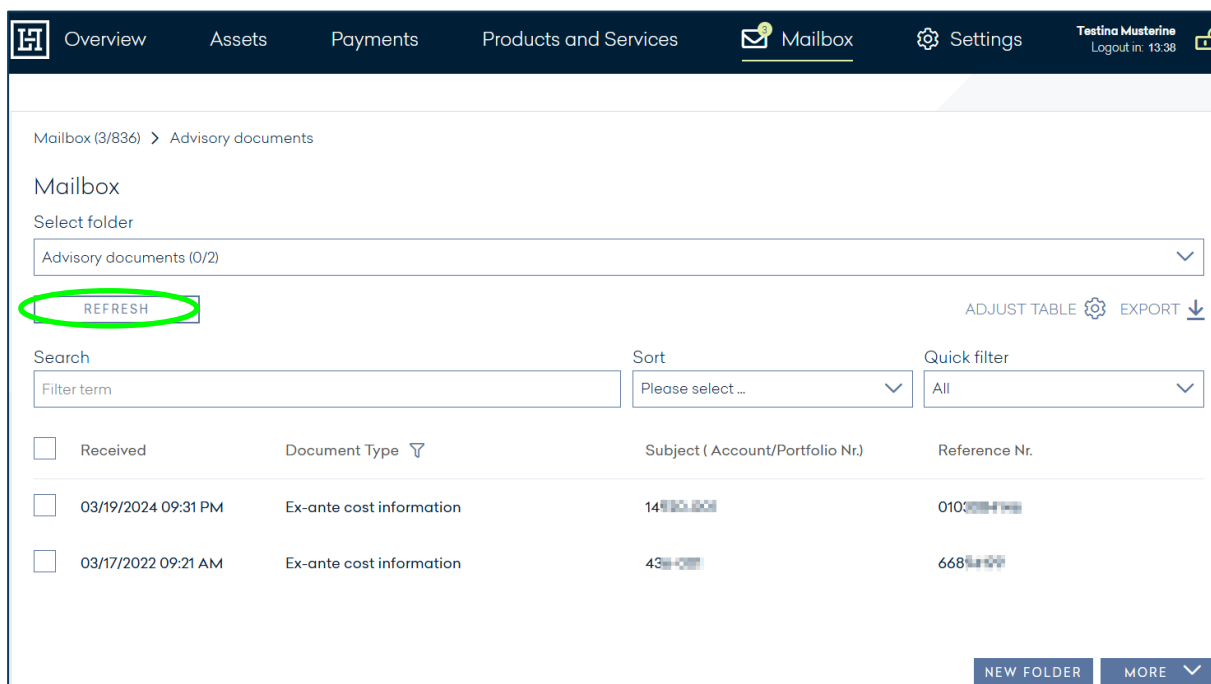 Overview Assets Payments Products and Services 3 Mailbox Settings Testina Musterine
Logout in: 13:38
Mailbox (3/836) > Advisory documents
Mailbox
Select folder
Advisory documents (0/2)
REFRESH ADJUST TABLE EXPORT
Search Sort Quick filter
Filter term Please select ... All
Received Document Type Subject ( Account/Portfolio Nr.) Reference Nr.
03/19/2024 09:31 PM Ex-ante cost information
03/17/2022 09:21 AM Ex-ante cost information
NEW FOLDER MORE